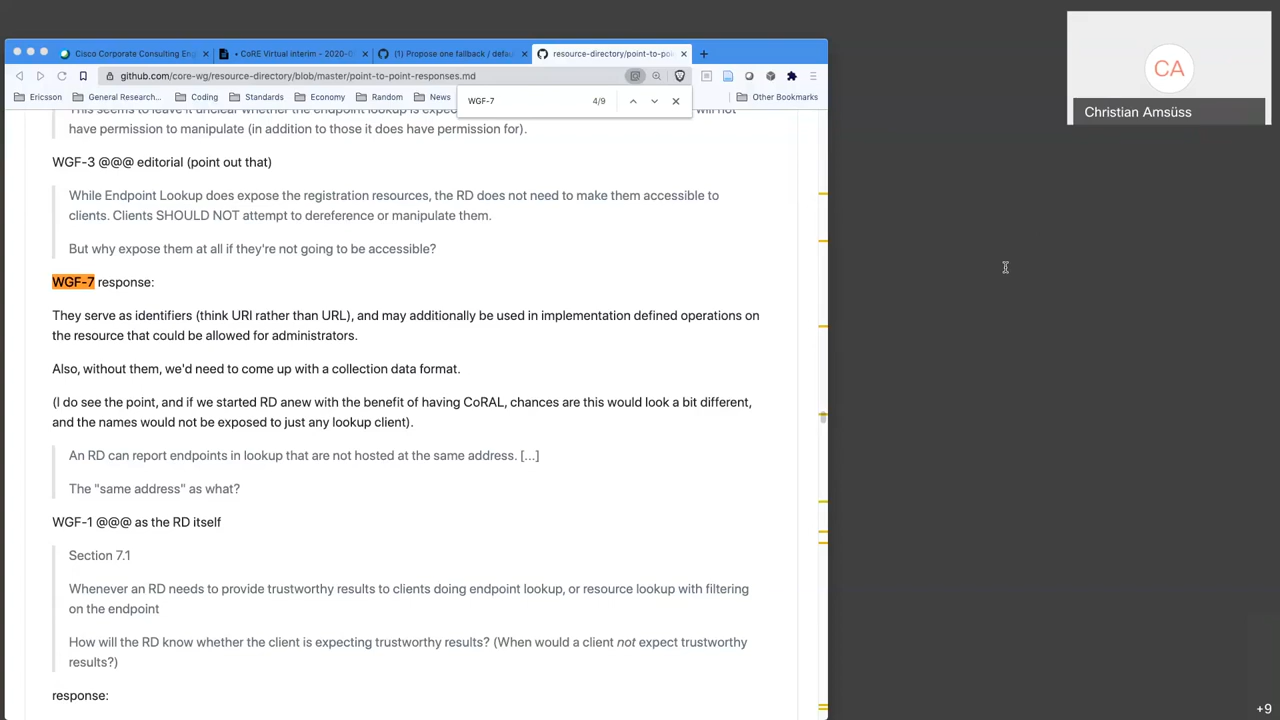 Cisco Corporate Consulting Eng
• CoRE Virtual interim – 2020-0
(1) Propose one fallback / defau
resource-directory/point-to-poi
github.com/core-wg/resource-directory/blob/master/point-to-point-responses.md
Ericsson
General Research...
Coding
Standards
Economy
Random
News
Other Bookmarks
WGF-7
4/9
have permission to manipulate (in addition to those it does have permission for).
WGF-3 @@@ editorial (point out that)
While Endpoint Lookup does expose the registration resources, the RD does not need to make them accessible to
clients. Clients SHOULD NOT attempt to dereference or manipulate them.
But why expose them at all if they're not going to be accessible?
WGF-7 response:
They serve as identifiers (think URI rather than URL), and may additionally be used in implementation defined operations on
the resource that could be allowed for administrators.
Also, without them, we'd need to come up with a collection data format.
(I do see the point, and if we started RD anew with the benefit of having CoRAL, chances are this would look a bit different,
and the names would not be exposed to just any lookup client).
An RD can report endpoints in lookup that are not hosted at the same address. [...]
The "same address" as what?
WGF-1 @@@ as the RD itself
Section 7.1
Whenever an RD needs to provide trustworthy results to clients doing endpoint lookup, or resource lookup with filtering
on the endpoint
How will the RD know whether the client is expecting trustworthy results? (When would a client not expect trustworthy
results?)
response:
CA
Christian Amsüss
+9